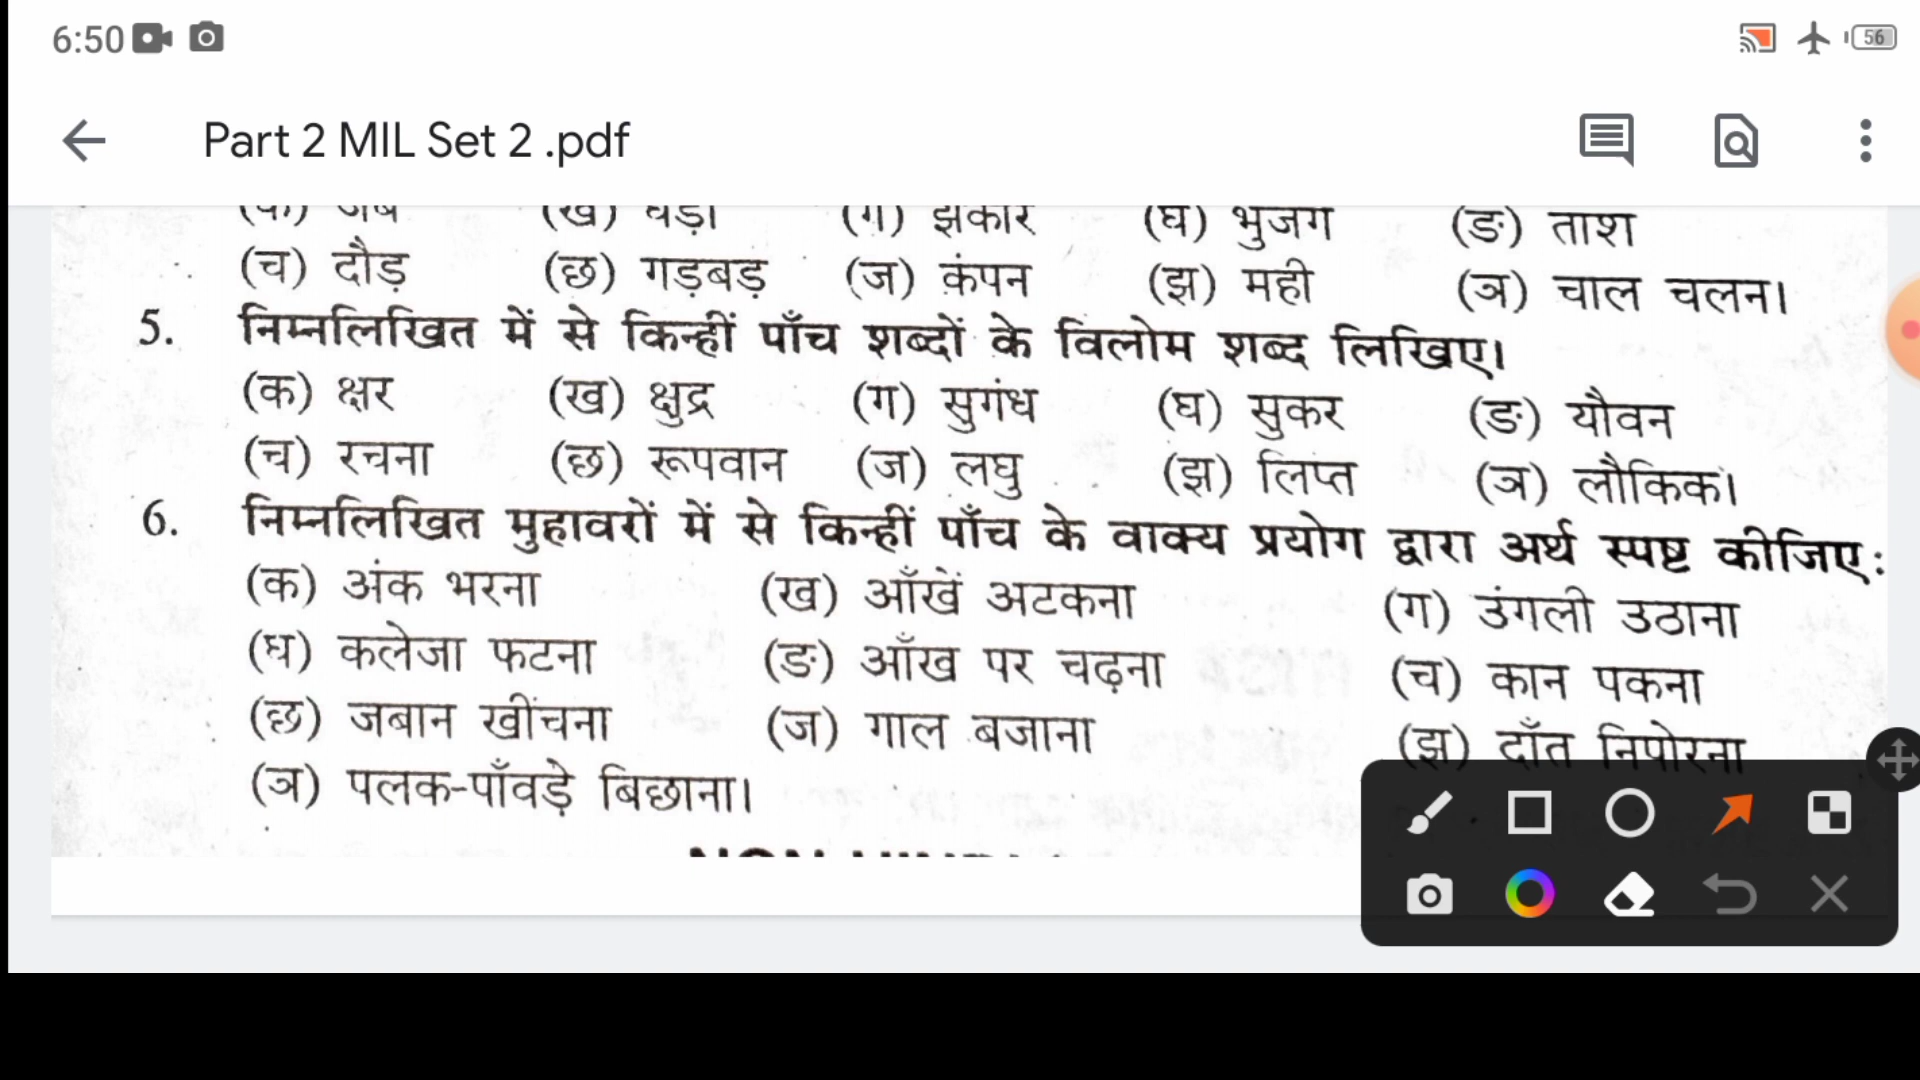 6:50 56
Part 2 MIL Set 2 .pdf
(ङ) ताश
(च) दौड़ (छ) गड़बड़ (ज) कंपन (झ) मही (ञ) चाल चलन।
5. निम्नलिखित में से किन्हीं पाँच शब्दों के विलोम शब्द लिखिए।
(क) क्षर (ख) क्षुद्र (ग) सुगंध (घ) सुकर (ङ) यौवन
(च) रचना (छ) रूपवान (ज) लघु (झ) लिप्त (ञ) लौकिक।
6. निम्नलिखित मुहावरों में से किन्हीं पाँच के वाक्य प्रयोग द्वारा अर्थ स्पष्ट कीजिए:
(क) अंक भरना (ख) आँखें अटकना (ग) उंगली उठाना
(घ) कलेजा फटना (ङ) आँख पर चढ़ना (च) कान पकना
(छ) जबान खींचना (ज) गाल बजाना (झ) दाँत निपोरना
(ञ) पलक-पाँवड़े बिछाना।